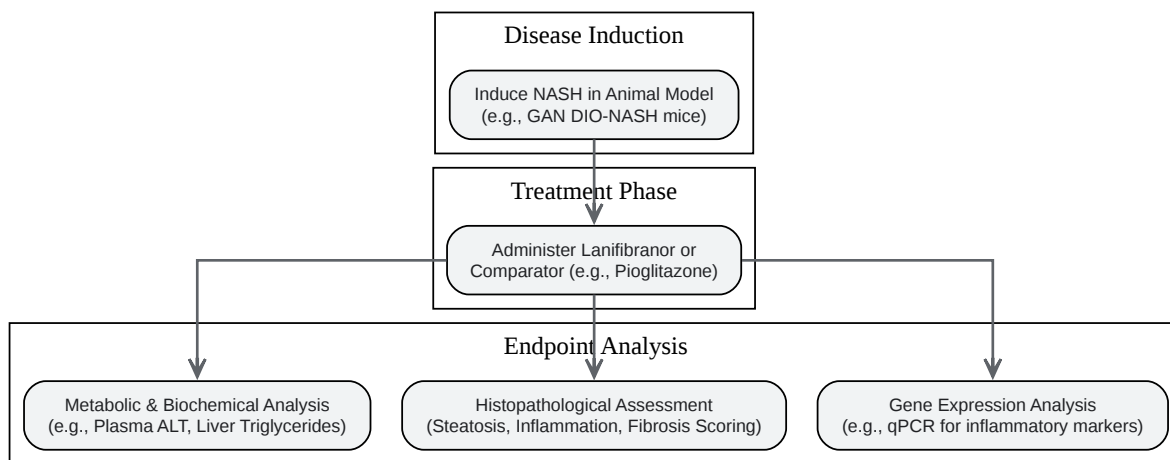 Disease Induction
Induce NASH in Animal Model
(e.g., GAN DIO-NASH mice)
Treatment Phase
Administer Lanifibranor or
Comparator (e.g., Pioglitazone)
Endpoint Analysis
Metabolic & Biochemical Analysis
(e.g., Plasma ALT, Liver Triglycerides)
Histopathological Assessment
(Steatosis, Inflammation, Fibrosis Scoring)
Gene Expression Analysis
(e.g., qPCR for inflammatory markers)